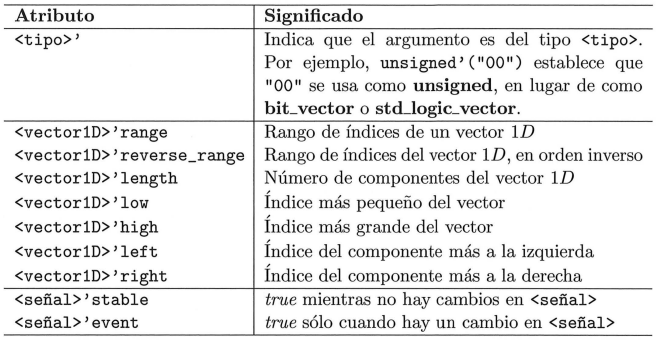 Atributo Significado
<tipo>’ Indica que el argumento es del tipo <tipo>.
Por ejemplo, unsigned’("00") establece que
"00" se usa como unsigned, en lugar de como
bit_vector o std_logic_vector.
<vector1D>’range Rango de índices de un vector 1D
<vector1D>’reverse_range Rango de índices del vector 1D, en orden inverso
<vector1D>’length Número de componentes del vector 1D
<vector1D>’low Índice más pequeño del vector
<vector1D>’high Índice más grande del vector
<vector1D>’left Índice del componente más a la izquierda
<vector1D>’right Índice del componente más a la derecha
<señal>’stable true mientras no hay cambios en <señal>
<señal>’event true sólo cuando hay un cambio en <señal>